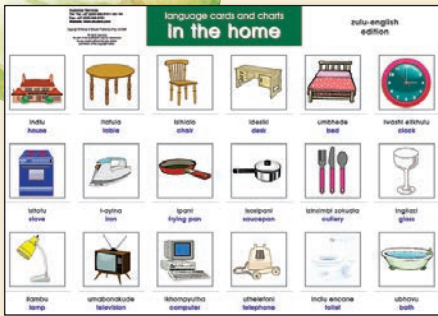 language cards and charts
in the home
zulu-english
edition
indlu
house
itafula
table
isihlalo
chair
ideski
desk
umbhede
bed
iwashi elikhulu
clock
isitofu
stove
i-ayina
iron
ipani
frying pan
isosipani
saucepan
izinsimbi zokudla
cutlery
ingilazi
glass
ilambu
lamp
umabonakude
television
ikhompyutha
computer
uthelefoni
telephone
indlu encane
toilet
ubhavu
bath